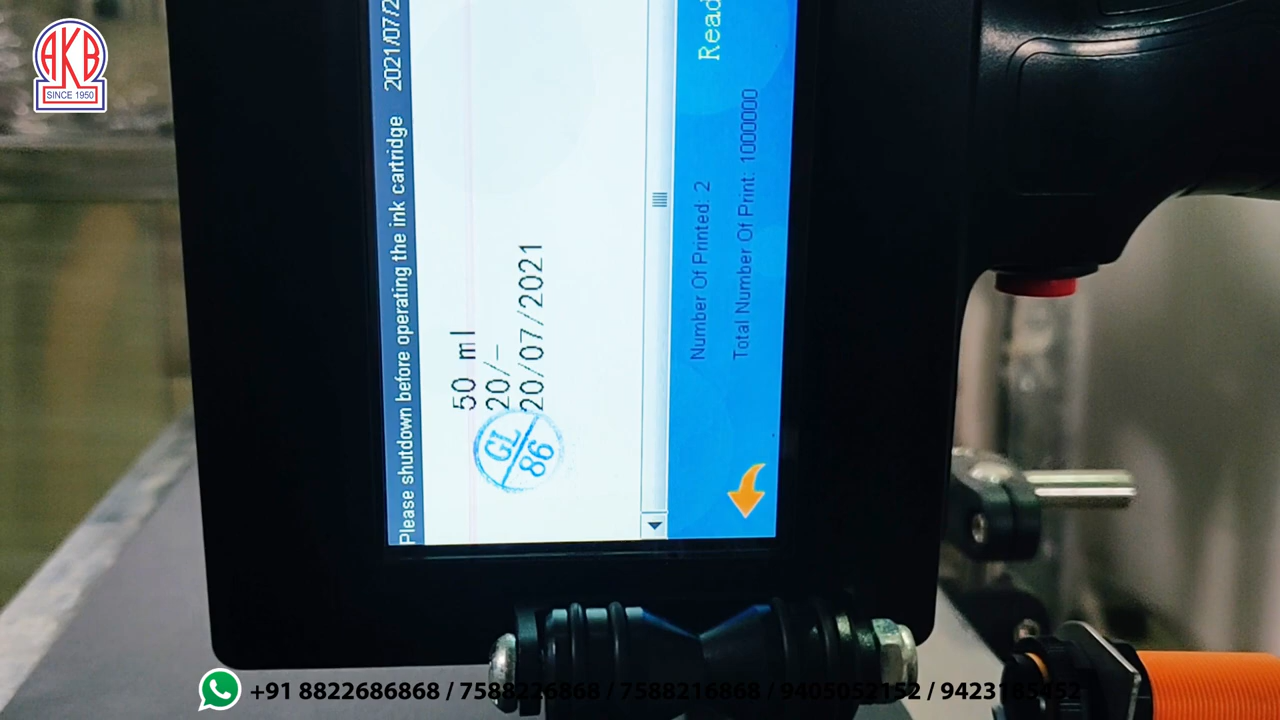 AKB
SINCE 1950
Please shutdown before operating the ink cartridge 2021/07/2
50 ml
20/-
20/07/2021
GL
86
Number Of Printed: 2
Total Number Of Print: 1000000
Read
+91 8822686868 / 7588226868 / 7588216868 / 9405052152 / 9423185452